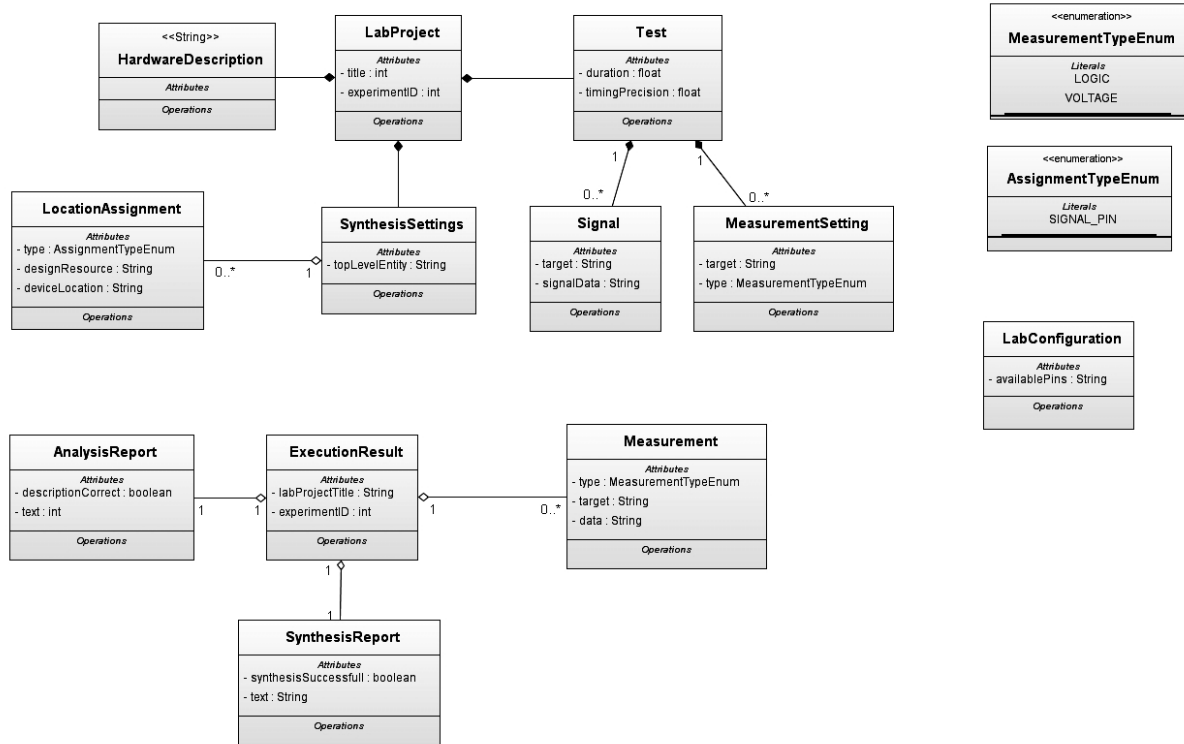 <<String>>
HardwareDescription
Attributes
Operations
LabProject
Attributes
- title : int
- experimentID : int
Operations
Test
Attributes
- duration : float
- timingPrecision : float
Operations
<<enumeration>>
MeasurementTypeEnum
Literals
LOGIC
VOLTAGE
<<enumeration>>
AssignmentTypeEnum
Literals
SIGNAL_PIN
1
1
0..*
0..*
LocationAssignment
Attributes
- type : AssignmentTypeEnum
- designResource : String
- deviceLocation : String
Operations
0..*
1
SynthesisSettings
Attributes
- topLevelEntity : String
Operations
Signal
Attributes
- target : String
- signalData : String
Operations
MeasurementSetting
Attributes
- target : String
- type : MeasurementTypeEnum
Operations
LabConfiguration
Attributes
- availablePins : String
Operations
AnalysisReport
Attributes
- descriptionCorrect : boolean
- text : int
Operations
1
1
ExecutionResult
Attributes
- labProjectTitle : String
- experimentID : int
Operations
1
0..*
Measurement
Attributes
- type : MeasurementTypeEnum
- target : String
- data : String
Operations
1
1
SynthesisReport
Attributes
- synthesisSuccessfull : boolean
- text : String
Operations